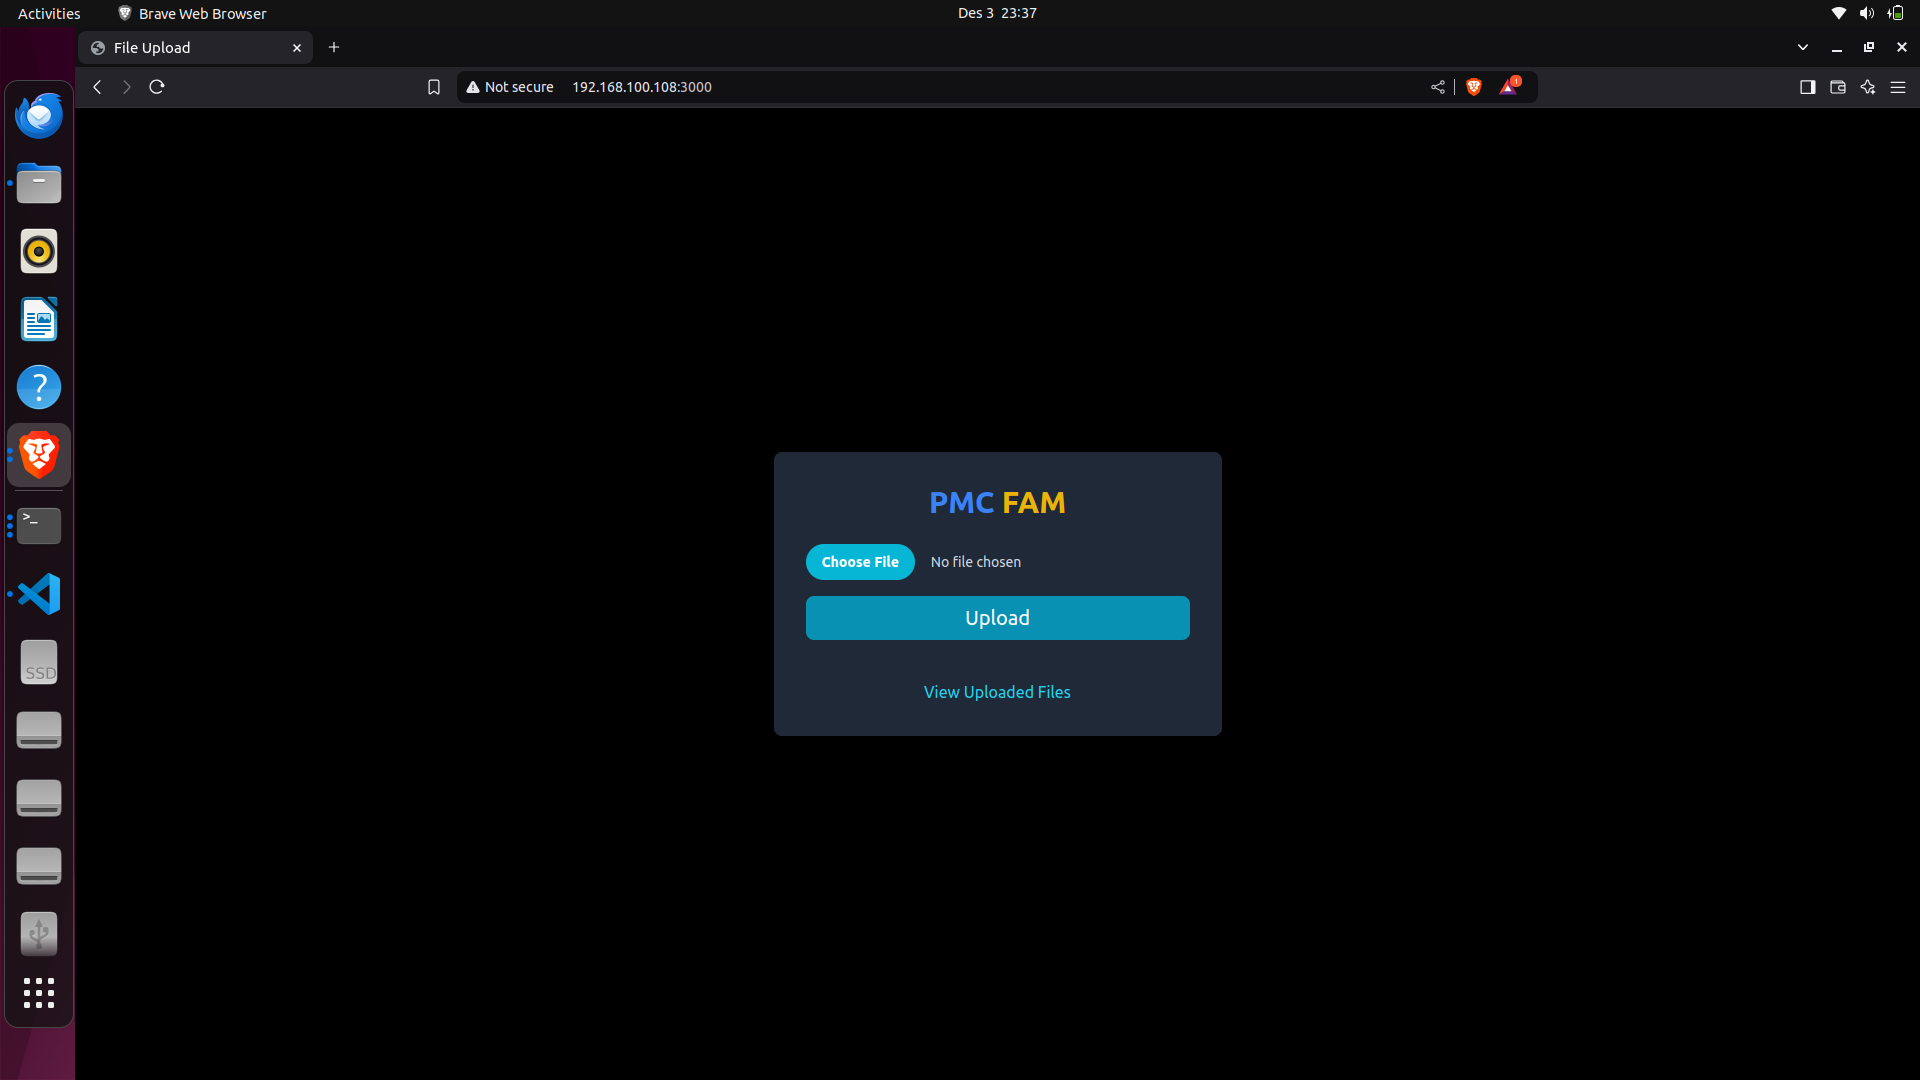 Activities
Brave Web Browser
Des 3 23:37
File Upload
Not secure
192.168.100.108:3000
1
>_
SSD
PMC FAM
Choose File
No file chosen
Upload
View Uploaded Files